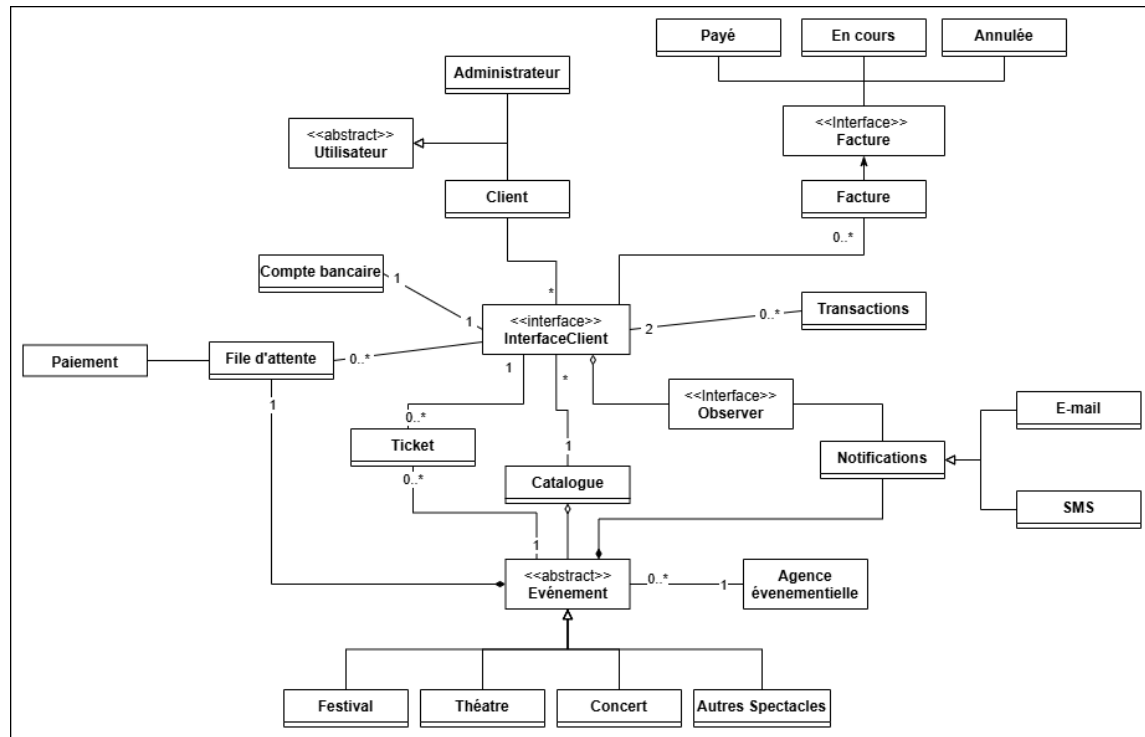 Payé
En cours
Annulée
Administrateur
<<abstract>>
Utilisateur
<<Interface>>
Facture
Client
Facture
0..*
Compte bancaire
1
*
1
<<interface>>
InterfaceClient
2
0..*
Transactions
Paiement
File d'attente
0..*
1
*
<<Interface>>
Observer
E-mail
1
0..*
Ticket
1
Notifications
0..*
Catalogue
SMS
1
<<abstract>>
Evénement
0..*
1
Agence
évenementielle
Festival
Théatre
Concert
Autres Spectacles